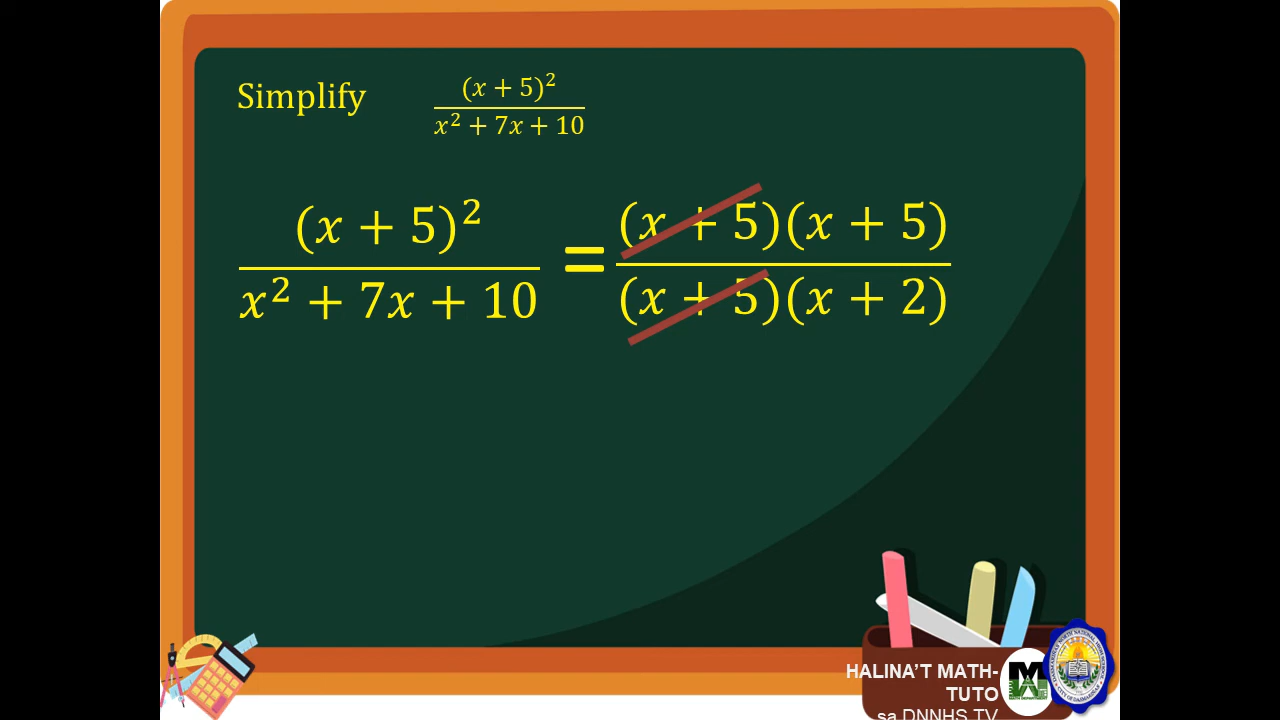 Simplify (x + 5)² / x² + 7x + 10
(x + 5)² / x² + 7x + 10 = (x + 5)(x + 5) / (x + 5)(x + 2)
HALINA'T MATH-
TUTO
sa DNNHS TV